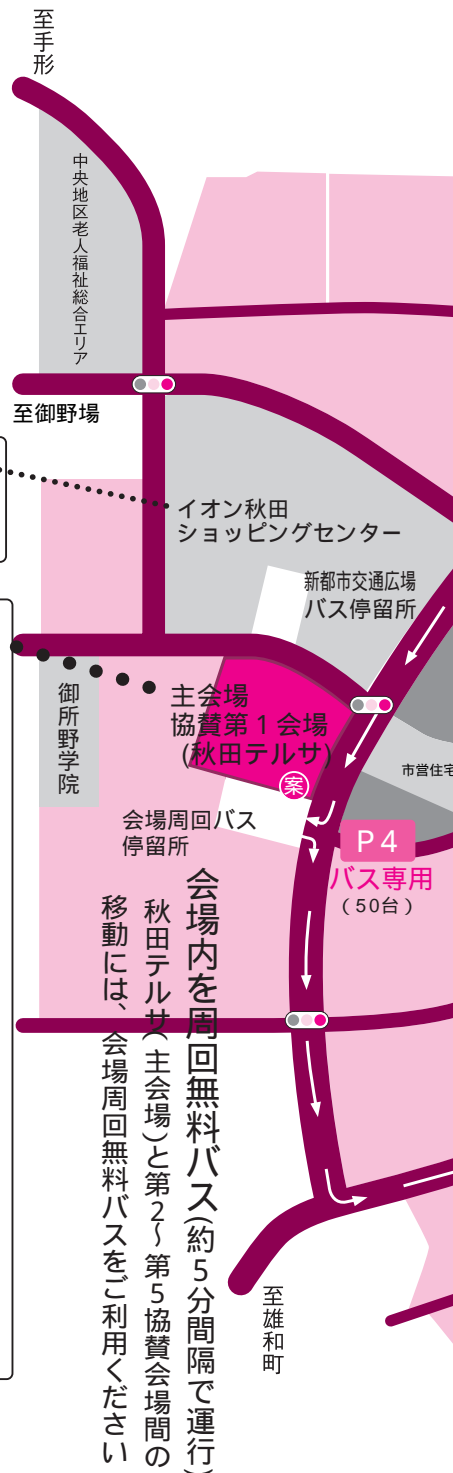 至手形
中央地区老人福祉総合エリア
至御野場
イオン秋田
ショッピングセンター
新都市交通広場
バス停留所
主会場
協賛第1会場
(秋田テルサ)
御所野学院
案
市営住宅
会場周回バス
停留所
P4
バス専用
(50台)
会場内を周回無料バス(約5分間隔で運行)
秋田テルサ(主会場)と第2〜第5協賛会場間の
移動には、会場周回無料バスをご利用ください
至雄和町